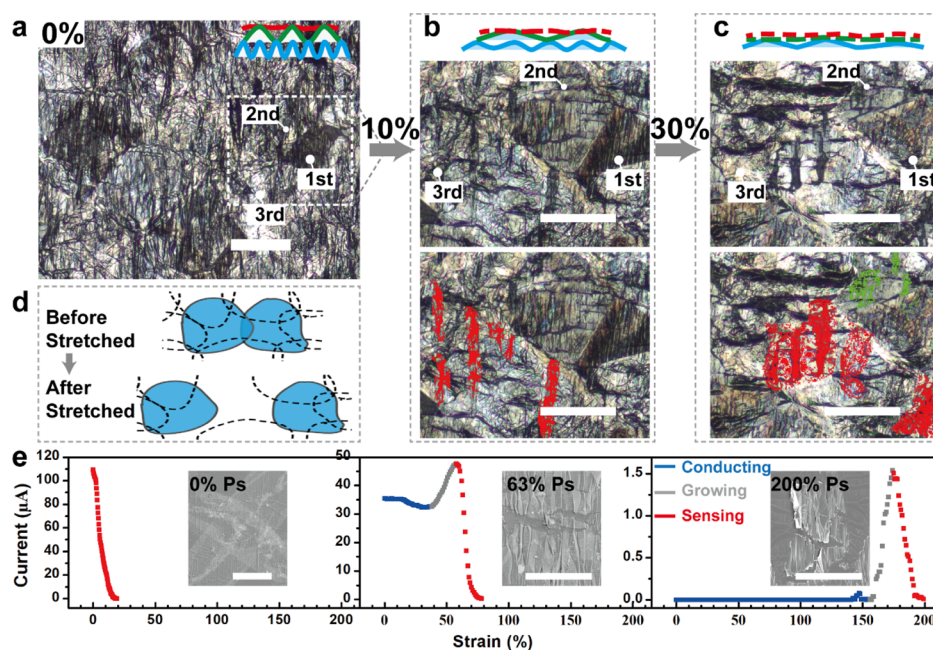 a 0%
2nd
1st
3rd
10%
b
2nd
1st
3rd
30%
c
2nd
1st
3rd
d
Before
Stretched
After
Stretched
e
Current (μA)
120
100
80
60
40
20
0
0% Ps
0 50 100 150 200
50
40
30
20
10
0
63% Ps
0 50 100 150 200
1.5
1.0
0.5
0.0
Conducting
Growing
Sensing
200% Ps
0 50 100 150 200
Strain (%)